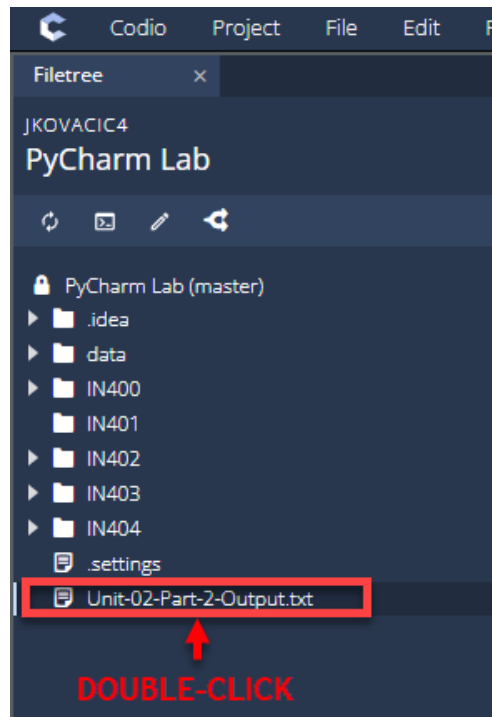 Codio Project File Edit F
Filetree ×
JKOVACIC4
PyCharm Lab
PyCharm Lab (master)
.idea
data
IN400
IN401
IN402
IN403
IN404
.settings
Unit-02-Part-2-Output.txt
DOUBLE-CLICK